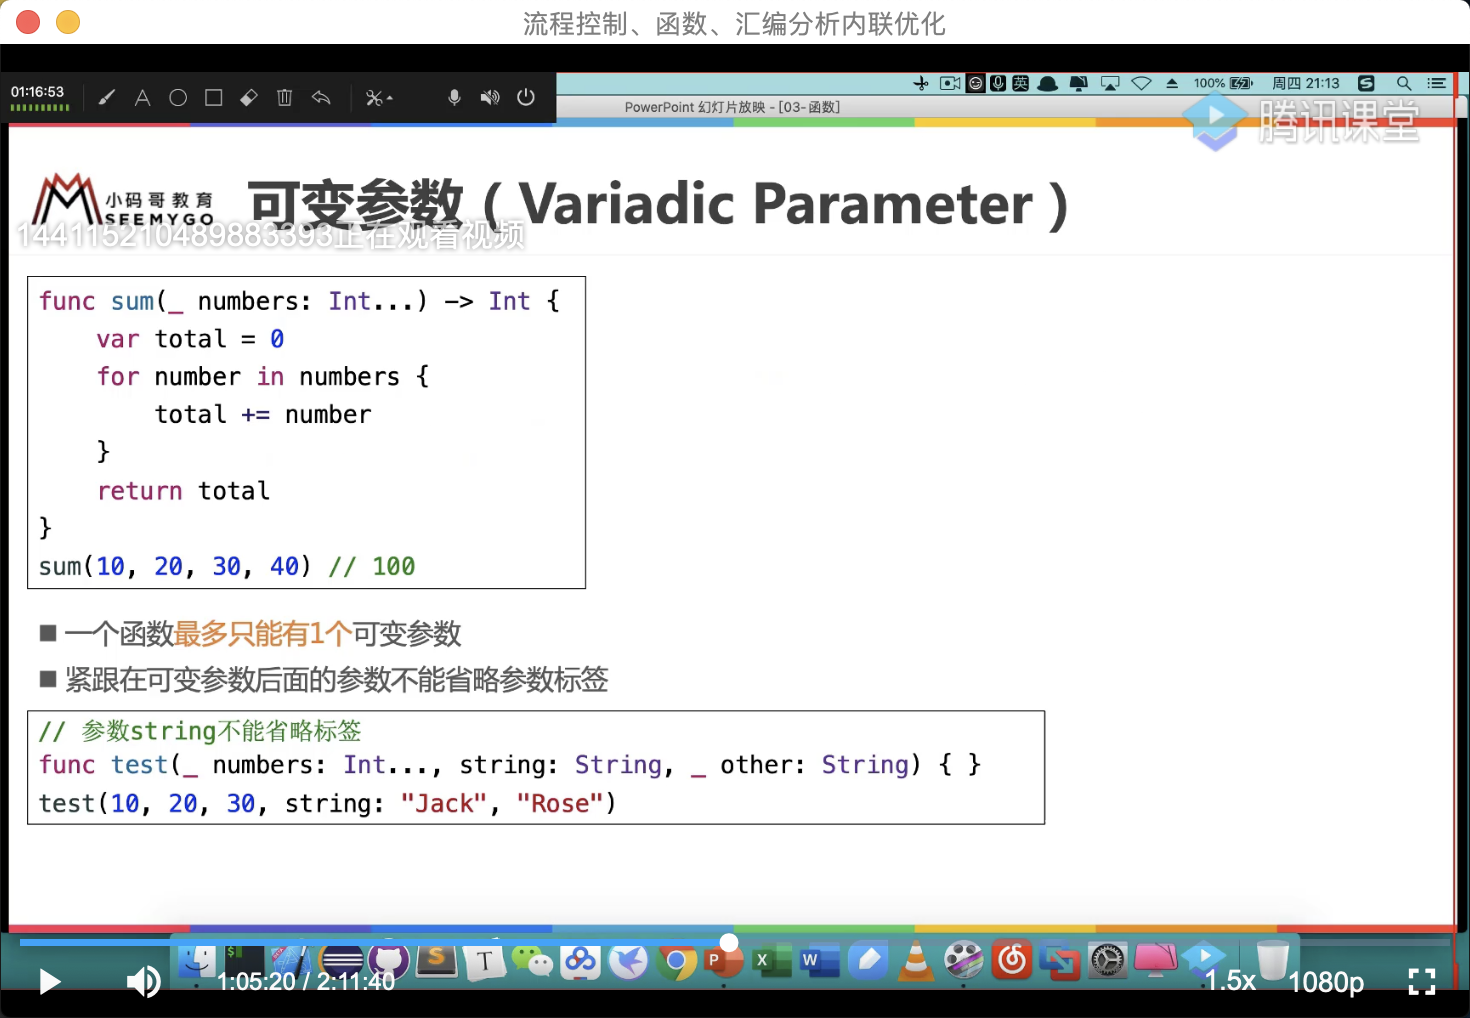 流程控制、函数、汇编分析内联优化
01:16:53
英
100%
周四 21:13
PowerPoint 幻灯片放映 - [03-函数]
腾讯课堂
小码哥教育
SEEMYGO
可变参数（Variadic Parameter）
144115210489883393正在观看视频
func sum(_ numbers: Int...) -> Int {
    var total = 0
    for number in numbers {
        total += number
    }
    return total
}
sum(10, 20, 30, 40) // 100
■ 一个函数最多只能有1个可变参数
■ 紧跟在可变参数后面的参数不能省略参数标签
// 参数string不能省略标签
func test(_ numbers: Int..., string: String, _ other: String) { }
test(10, 20, 30, string: "Jack", "Rose")
1:05:20 / 2:11:40
1.5x
1080p